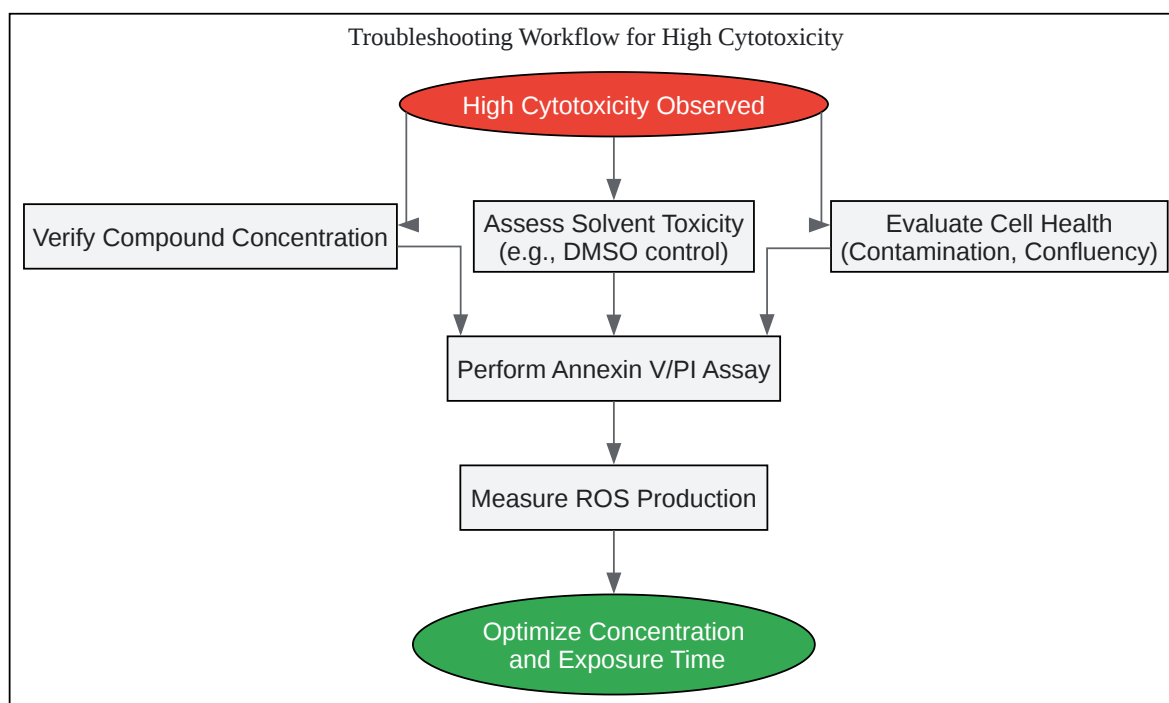 Troubleshooting Workflow for High Cytotoxicity
High Cytotoxicity Observed
Verify Compound Concentration
Assess Solvent Toxicity
(e.g., DMSO control)
Evaluate Cell Health
(Contamination, Confluency)
Perform Annexin V/PI Assay
Measure ROS Production
Optimize Concentration
and Exposure Time